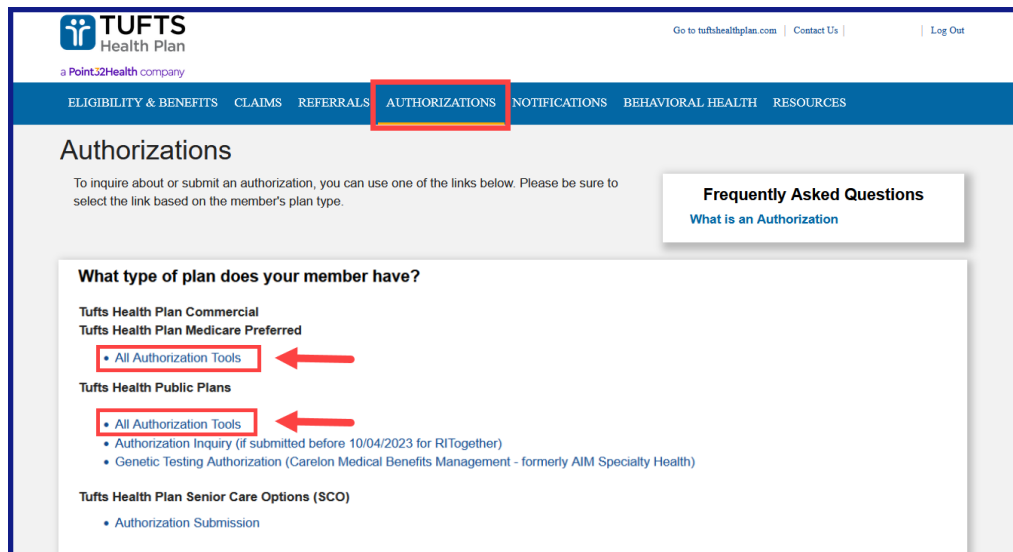 TUFTS
Health Plan
a Point32Health company
Go to tuftshealthplan.com | Contact Us | | Log Out
ELIGIBILITY & BENEFITS CLAIMS REFERRALS AUTHORIZATIONS NOTIFICATIONS BEHAVIORAL HEALTH RESOURCES
Authorizations
To inquire about or submit an authorization, you can use one of the links below. Please be sure to
select the link based on the member's plan type.
Frequently Asked Questions
What is an Authorization
What type of plan does your member have?
Tufts Health Plan Commercial
Tufts Health Plan Medicare Preferred
• All Authorization Tools
Tufts Health Public Plans
• All Authorization Tools
• Authorization Inquiry (if submitted before 10/04/2023 for RITogether)
• Genetic Testing Authorization (Carelon Medical Benefits Management - formerly AIM Specialty Health)
Tufts Health Plan Senior Care Options (SCO)
• Authorization Submission